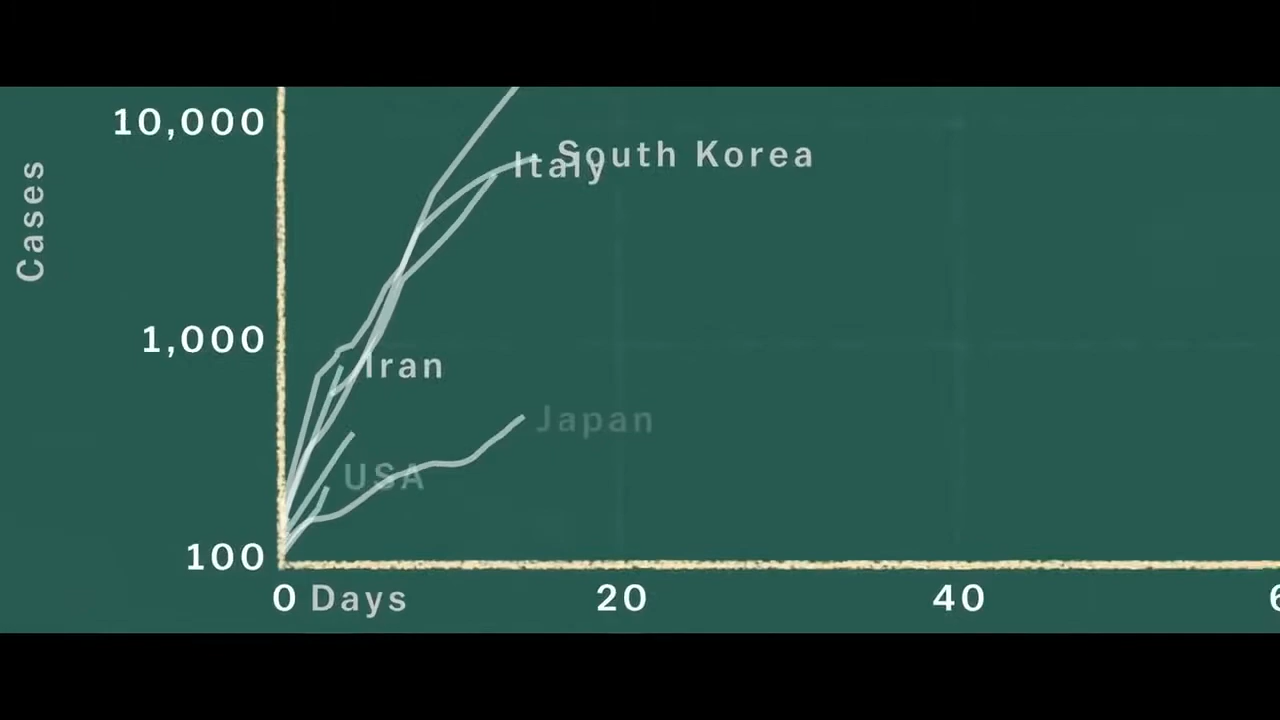 10,000
South Korea
Italy
Cases
1,000
Iran
Japan
USA
100
0 Days 20 40